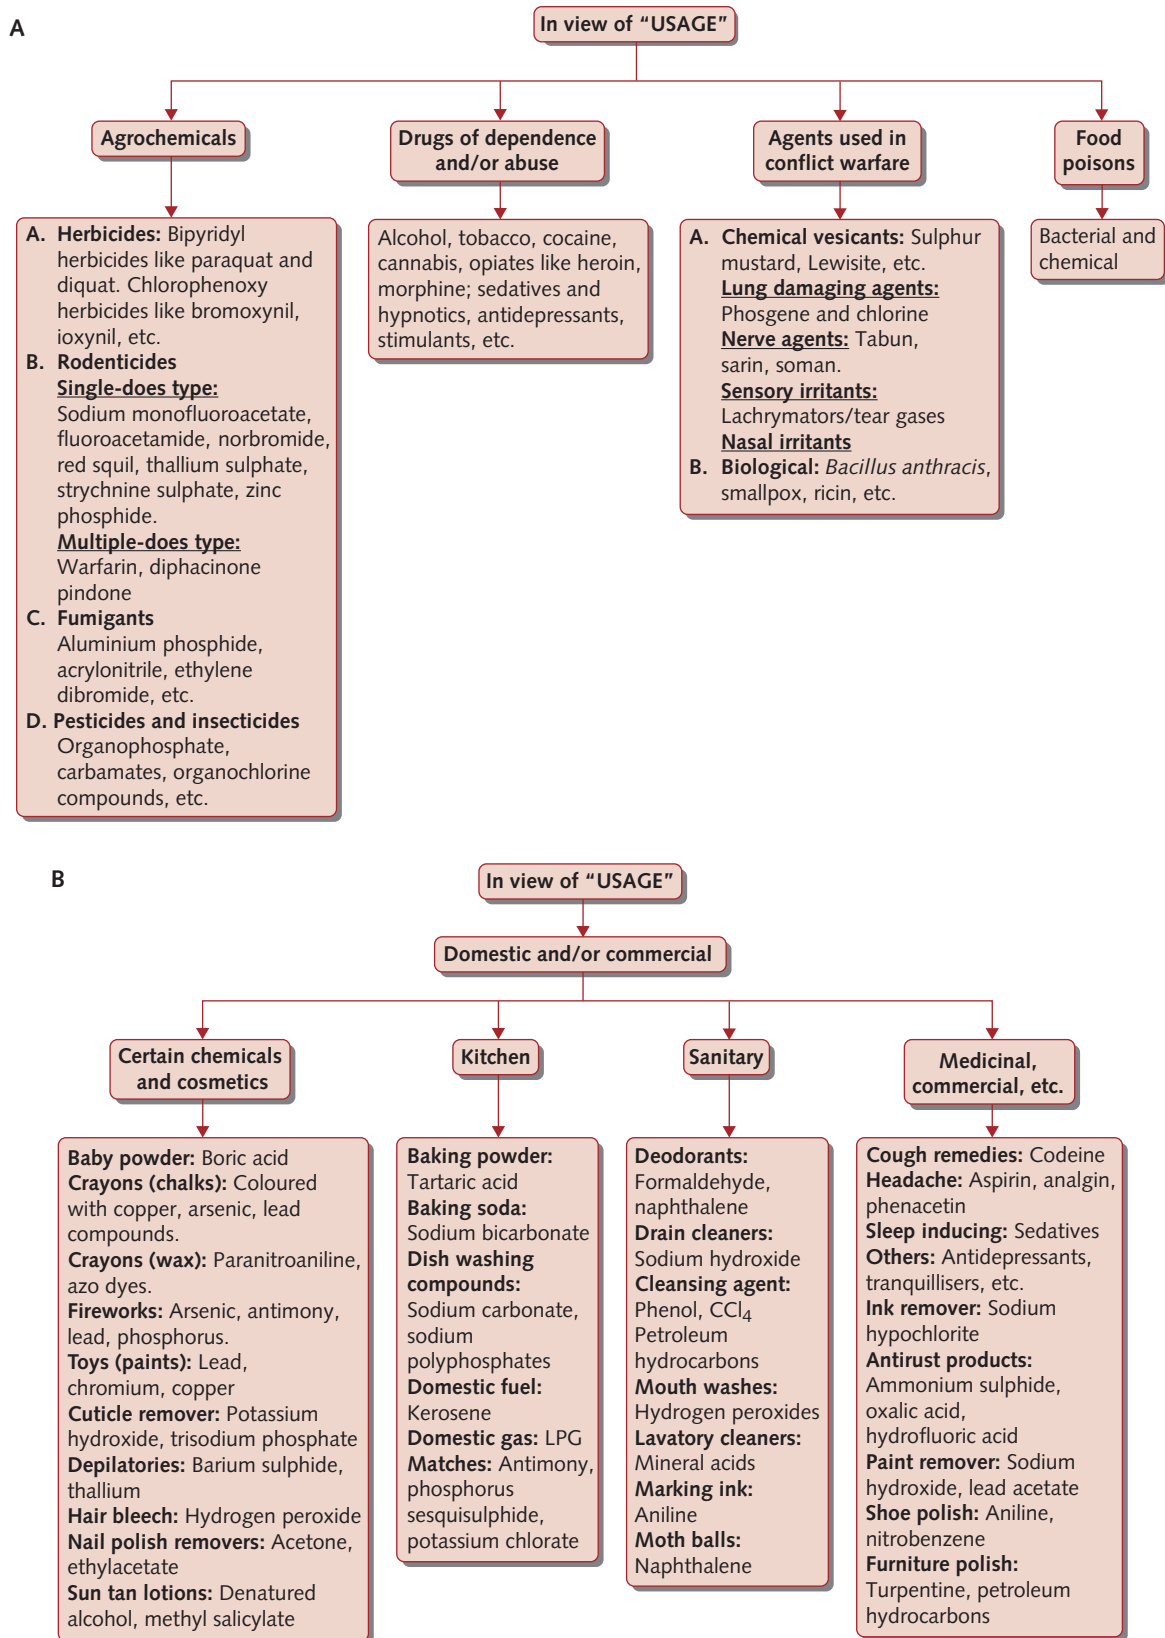 A
In view of “USAGE”
Agrochemicals
Drugs of dependence
and/or abuse
Agents used in
conflict warfare
Food
poisons
A. Herbicides: Bipyridyl
herbicides like paraquat and
diquat. Chlorophenoxy
herbicides like bromoxynil,
ioxynil, etc.
B. Rodenticides
Single-does type:
Sodium monofluoroacetate,
fluoroacetamide, norbromide,
red squil, thallium sulphate,
strychnine sulphate, zinc
phosphide.
Multiple-does type:
Warfarin, diphacinone
pindone
C. Fumigants
Aluminium phosphide,
acrylonitrile, ethylene
dibromide, etc.
D. Pesticides and insecticides
Organophosphate,
carbamates, organochlorine
compounds, etc.
Alcohol, tobacco, cocaine,
cannabis, opiates like heroin,
morphine; sedatives and
hypnotics, antidepressants,
stimulants, etc.
A. Chemical vesicants: Sulphur
mustard, Lewisite, etc.
Lung damaging agents:
Phosgene and chlorine
Nerve agents: Tabun,
sarin, soman.
Sensory irritants:
Lachrymators/tear gases
Nasal irritants
B. Biological: Bacillus anthracis,
smallpox, ricin, etc.
Bacterial and
chemical
B
In view of “USAGE”
Domestic and/or commercial
Certain chemicals
and cosmetics
Kitchen
Sanitary
Medicinal,
commercial, etc.
Baby powder: Boric acid
Crayons (chalks): Coloured
with copper, arsenic, lead
compounds.
Crayons (wax): Paranitroaniline,
azo dyes.
Fireworks: Arsenic, antimony,
lead, phosphorus.
Toys (paints): Lead,
chromium, copper
Cuticle remover: Potassium
hydroxide, trisodium phosphate
Depilatories: Barium sulphide,
thallium
Hair bleech: Hydrogen peroxide
Nail polish removers: Acetone,
ethylacetate
Sun tan lotions: Denatured
alcohol, methyl salicylate
Baking powder:
Tartaric acid
Baking soda:
Sodium bicarbonate
Dish washing
compounds:
Sodium carbonate,
sodium
polyphosphates
Domestic fuel:
Kerosene
Domestic gas: LPG
Matches: Antimony,
phosphorus
sesquisulphide,
potassium chlorate
Deodorants:
Formaldehyde,
naphthalene
Drain cleaners:
Sodium hydroxide
Cleansing agent:
Phenol, CCl4
Petroleum
hydrocarbons
Mouth washes:
Hydrogen peroxides
Lavatory cleaners:
Mineral acids
Marking ink:
Aniline
Moth balls:
Naphthalene
Cough remedies: Codeine
Headache: Aspirin, analgin,
phenacetin
Sleep inducing: Sedatives
Others: Antidepressants,
tranquillisers, etc.
Ink remover: Sodium
hypochlorite
Antirust products:
Ammonium sulphide,
oxalic acid,
hydrofluoric acid
Paint remover: Sodium
hydroxide, lead acetate
Shoe polish: Aniline,
nitrobenzene
Furniture polish:
Turpentine, petroleum
hydrocarbons